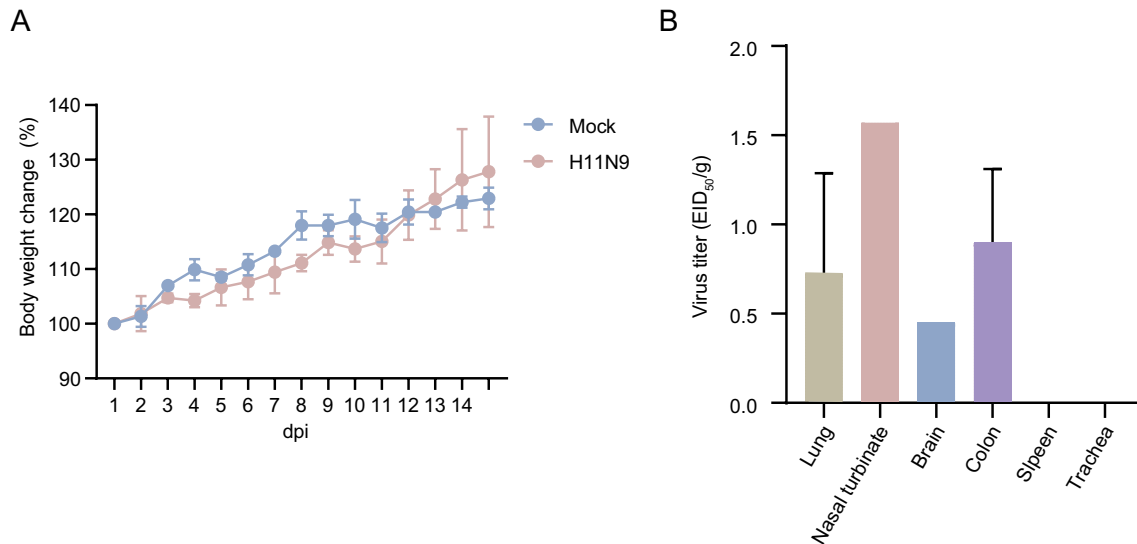 A
Body weight change (%)
140
130
120
110
100
90
1 2 3 4 5 6 7 8 9 10 11 12 13 14
dpi
Mock
H11N9
B
Virus titer (EID50/g)
2.0
1.5
1.0
0.5
0.0
Lung
Nasal turbinate
Brain
Colon
Slpeen
Trachea